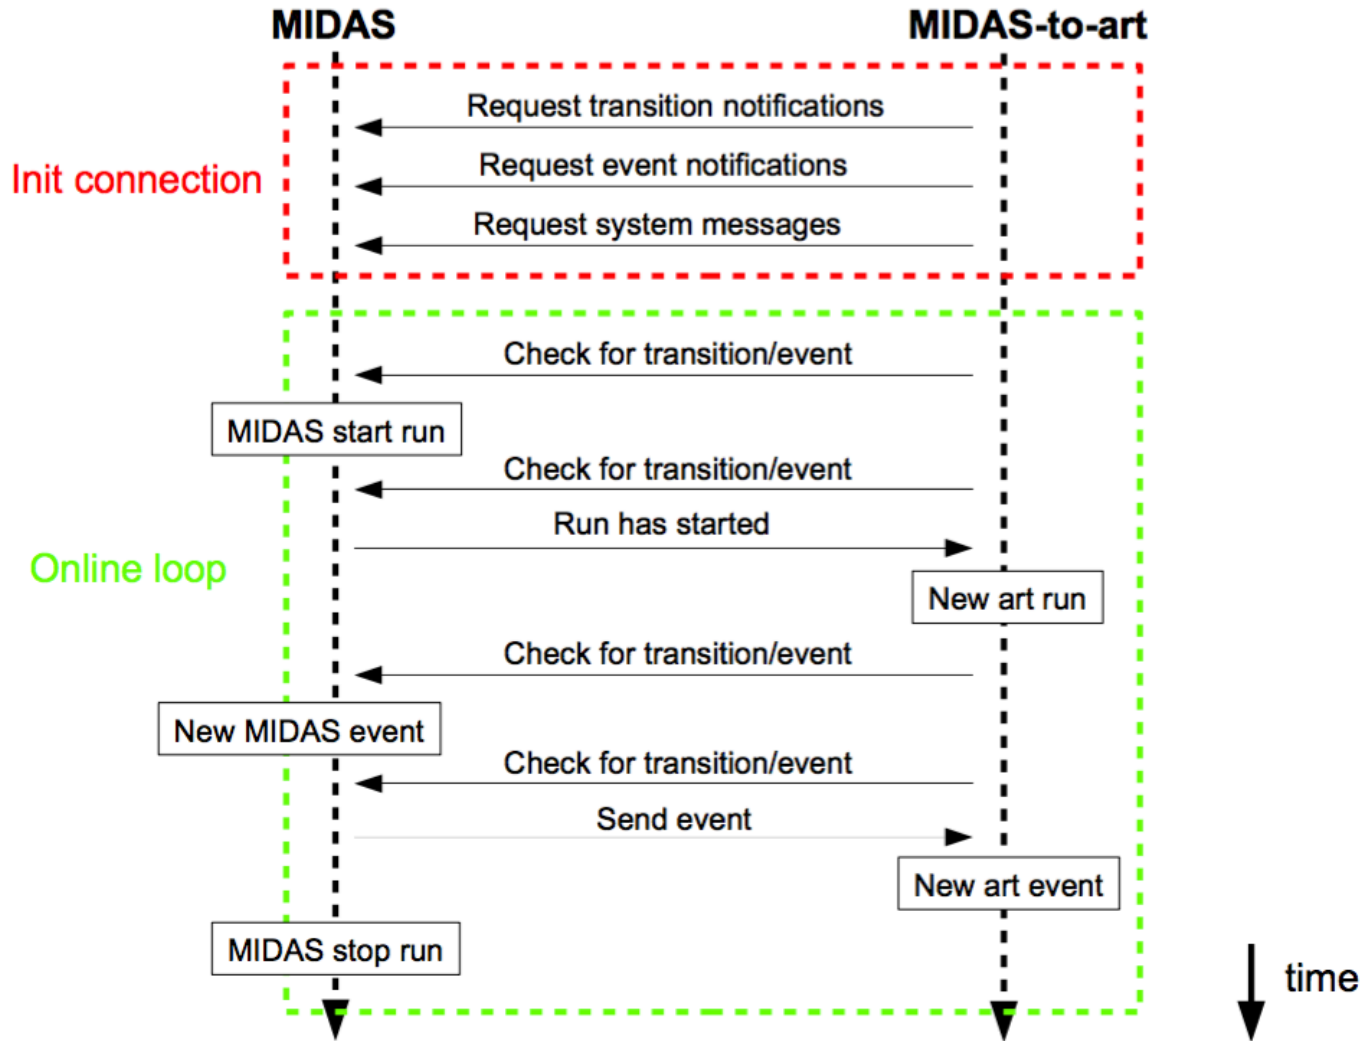 MIDAS
MIDAS-to-art
Request transition notifications
Request event notifications
Init connection
Request system messages
Check for transition/event
MIDAS start run
Check for transition/event
Run has started
Online loop
New art run
Check for transition/event
New MIDAS event
Check for transition/event
Send event
New art event
MIDAS stop run
time